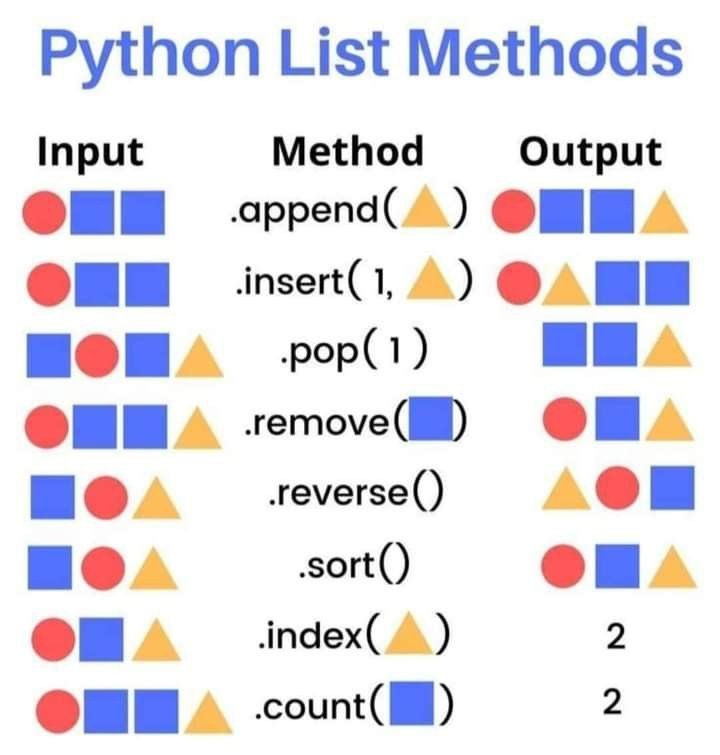 Python List Methods
Input Method Output
.append( )
.insert( 1, )
.pop( 1 )
.remove( )
.reverse()
.sort()
.index( ) 2
.count( ) 2